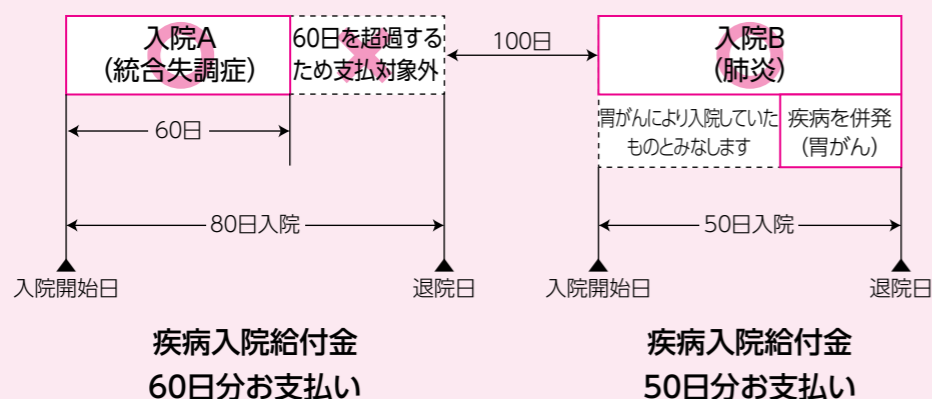 入院A
（統合失調症）
60日を超過する
ため支払対象外
100日
入院B
（肺炎）
胃がんにより入院していた
ものとみなします
疾病を併発
（胃がん）
60日
80日入院
50日入院
入院開始日
退院日
入院開始日
退院日
疾病入院給付金
60日分お支払い
疾病入院給付金
50日分お支払い